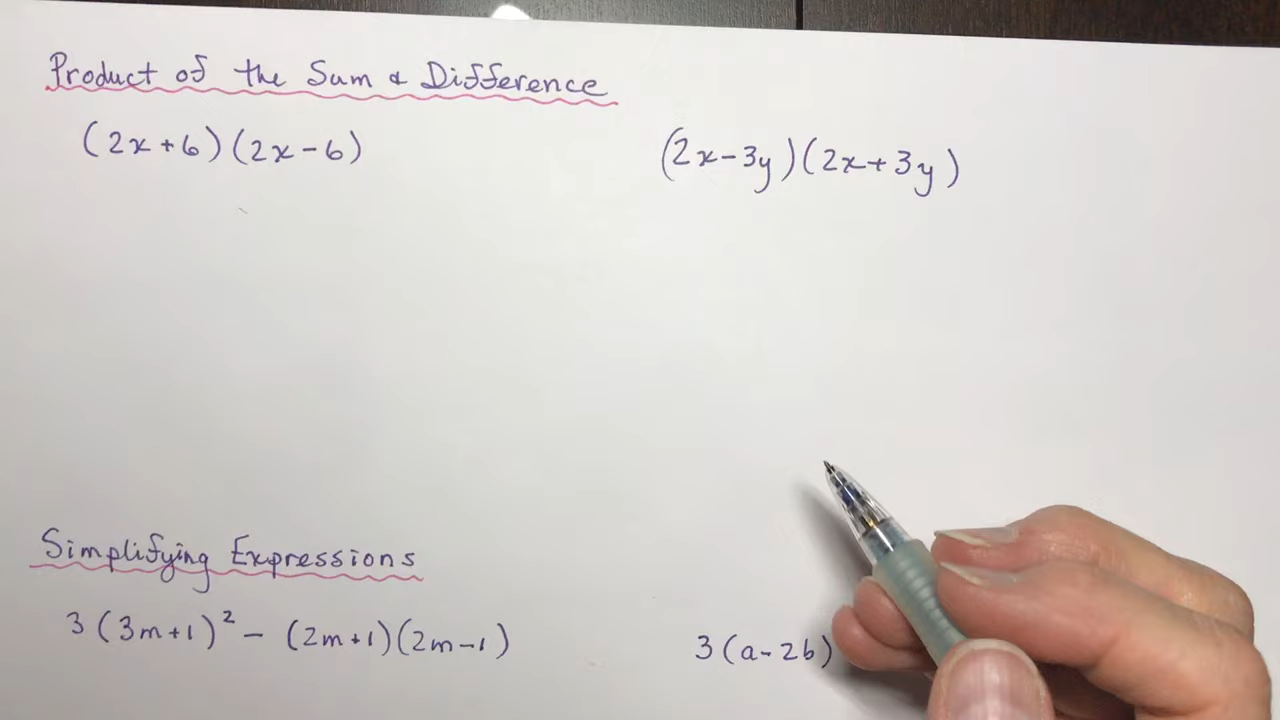 Product of the Sum & Difference
(2x+6)(2x-6)
(2x-3y)(2x+3y)
Simplifying Expressions
3(3m+1)² - (2m+1)(2m-1)
3(a-2b)